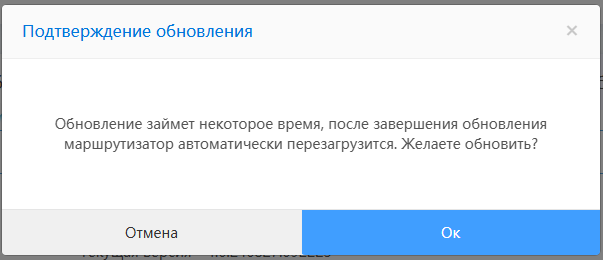 Подтверждение обновления
×
Обновление займет некоторое время, после завершения обновления
маршрутизатор автоматически перезагрузится. Желаете обновить?
Отмена
Ок